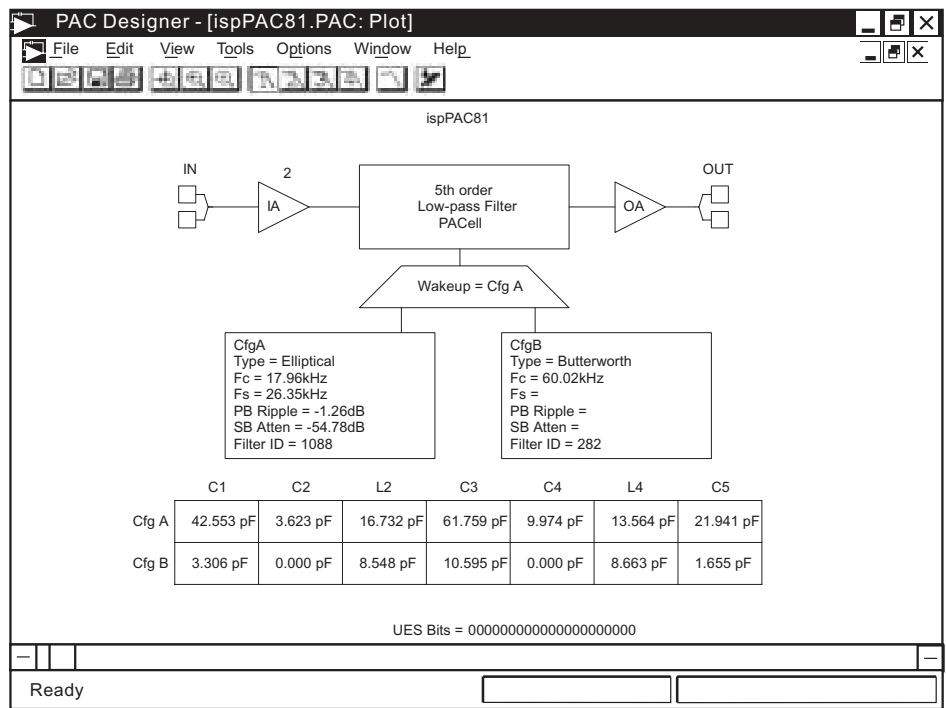 PAC Designer - [ispPAC81.PAC: Plot]
File Edit View Tools Options Window Help
ispPAC81
IN
2
OUT
IA
5th order
Low-pass Filter
PACell
OA
Wakeup = Cfg A
CfgA
Type = Elliptical
Fc = 17.96kHz
Fs = 26.35kHz
PB Ripple = -1.26dB
SB Atten = -54.78dB
Filter ID = 1088
CfgB
Type = Butterworth
Fc = 60.02kHz
Fs =
PB Ripple =
SB Atten =
Filter ID = 282
C1 C2 L2 C3 C4 L4 C5
Cfg A 42.553 pF 3.623 pF 16.732 pF 61.759 pF 9.974 pF 13.564 pF 21.941 pF
Cfg B 3.306 pF 0.000 pF 8.548 pF 10.595 pF 0.000 pF 8.663 pF 1.655 pF
UES Bits = 000000000000000000000
Ready